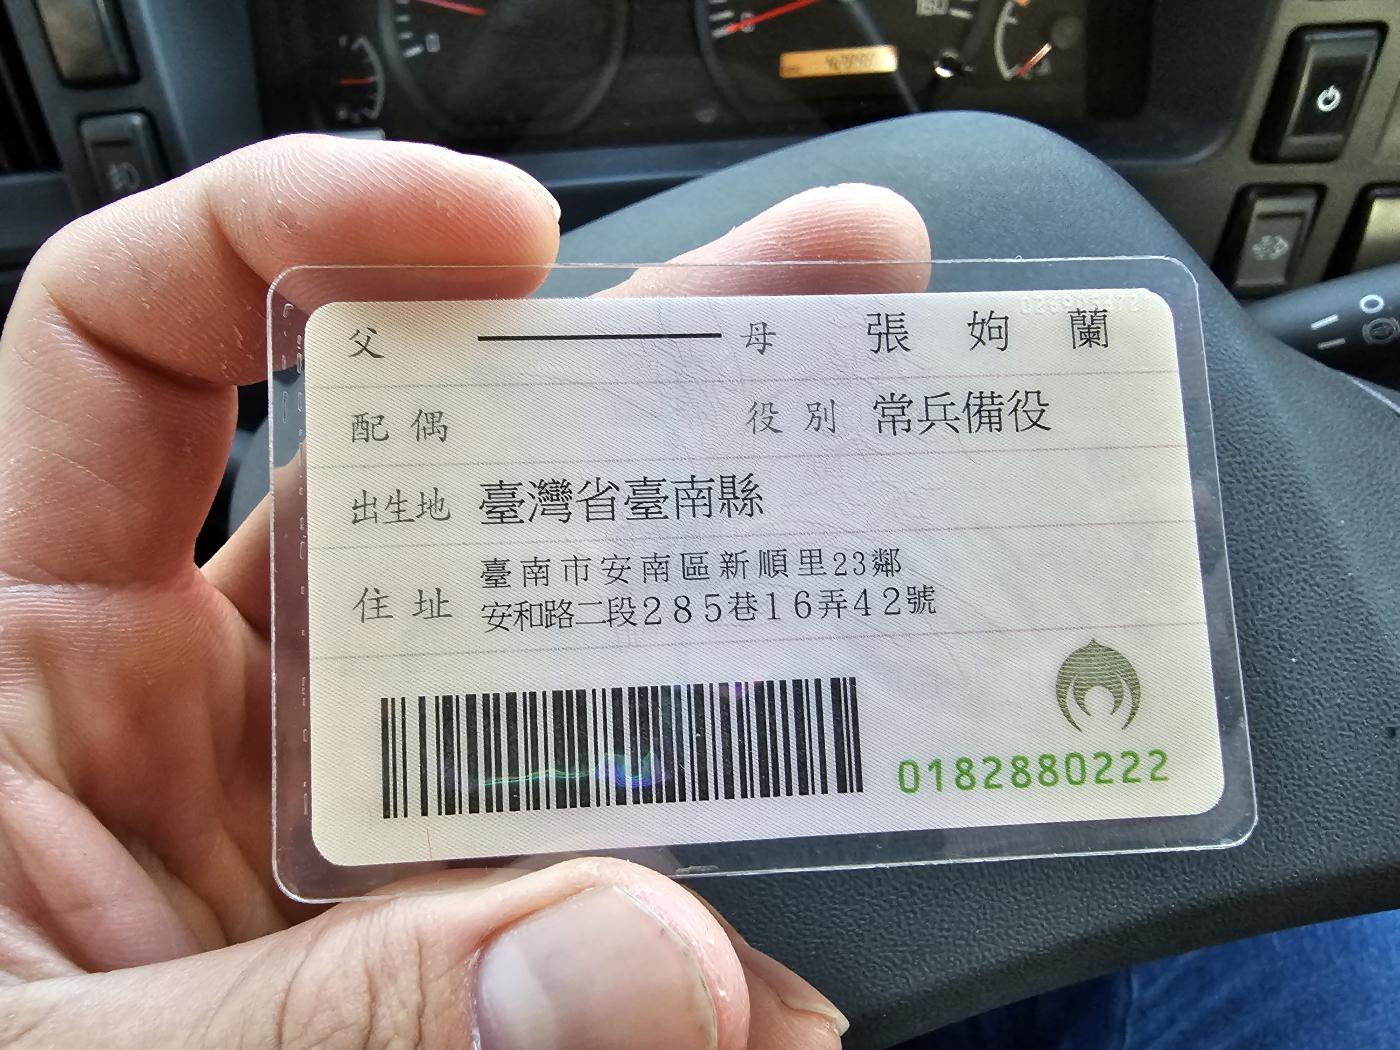 父 母 張姁蘭
配偶 役別 常兵備役
出生地 臺灣省臺南縣
住址 臺南市安南區新順里23鄰
安和路二段285巷16弄42號
0182880222